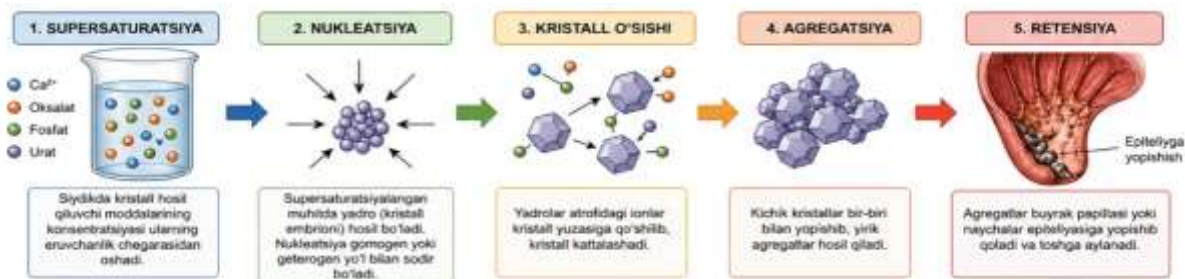 1. SUPERSATURATSIYA
Ca²⁺
Oksalat
Fosfat
Urat
Siydikda kristall hosil
qiluvchi moddalarining
konsentratsiyasi ularning
eruvchanlik chegarasidan
oshadi.
2. NUKLEATSIYA
Supersaturatsiyalangan
muhitda yadro (kristall
embrioni) hosil bo'ladi.
Nukleatsiya gomogen yoki
geterogen yo'l bilan sodir
bo'ladi.
3. KRISTALL O'SISHI
Yadrolar atrofidagi ionlar
kristall yuzasiga qo'shilib,
kristall kattalashadi.
4. AGREGATSIYA
Kichik kristallar bir-biri
bilan yopishib, yirik
agregatlar hosil qiladi.
5. RETENSIYA
Epiteliyga
yopishish
Agregatlar buyrak papillasi yoki
naychalar epiteliyasiga yopishib
qoladi va toshga aylanadi.